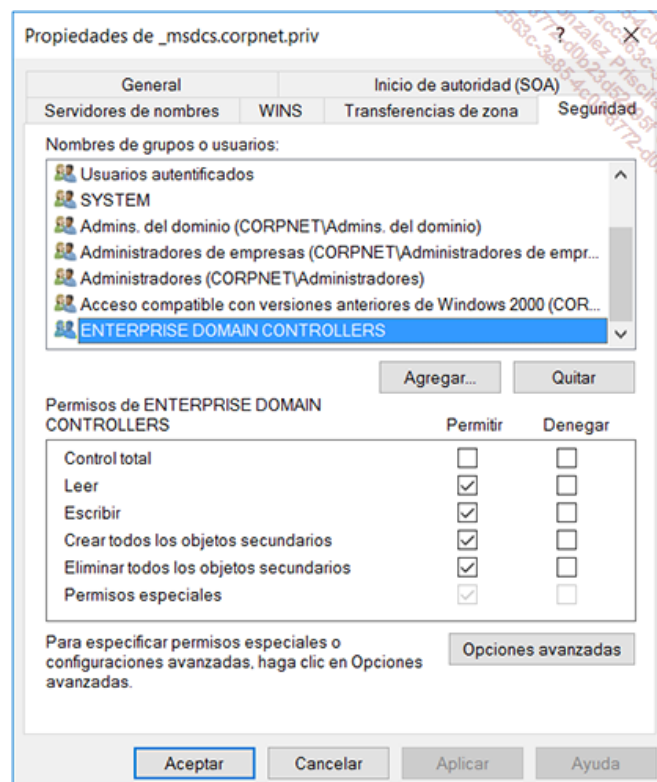 Propiedades de _msdcs.corpnet.priv
?
General
Inicio de autoridad (SOA)
Servidores de nombres
WINS
Transferencias de zona
Seguridad
Nombres de grupos o usuarios:
Usuarios autentificados
SYSTEM
Admins. del dominio (CORPNET\Admins. del dominio)
Administradores de empresas (CORPNET\Administradores de empr...
Administradores (CORPNET\Administradores)
Acceso compatible con versiones anteriores de Windows 2000 (COR...
ENTERPRISE DOMAIN CONTROLLERS
Agregar...
Quitar
Permisos de ENTERPRISE DOMAIN
CONTROLLERS
Permitir
Denegar
Control total
Leer
Escribir
Crear todos los objetos secundarios
Eliminar todos los objetos secundarios
Permisos especiales
Para especificar permisos especiales o
configuraciones avanzadas, haga clic en Opciones
avanzadas.
Opciones avanzadas
Aceptar
Cancelar
Aplicar
Ayuda